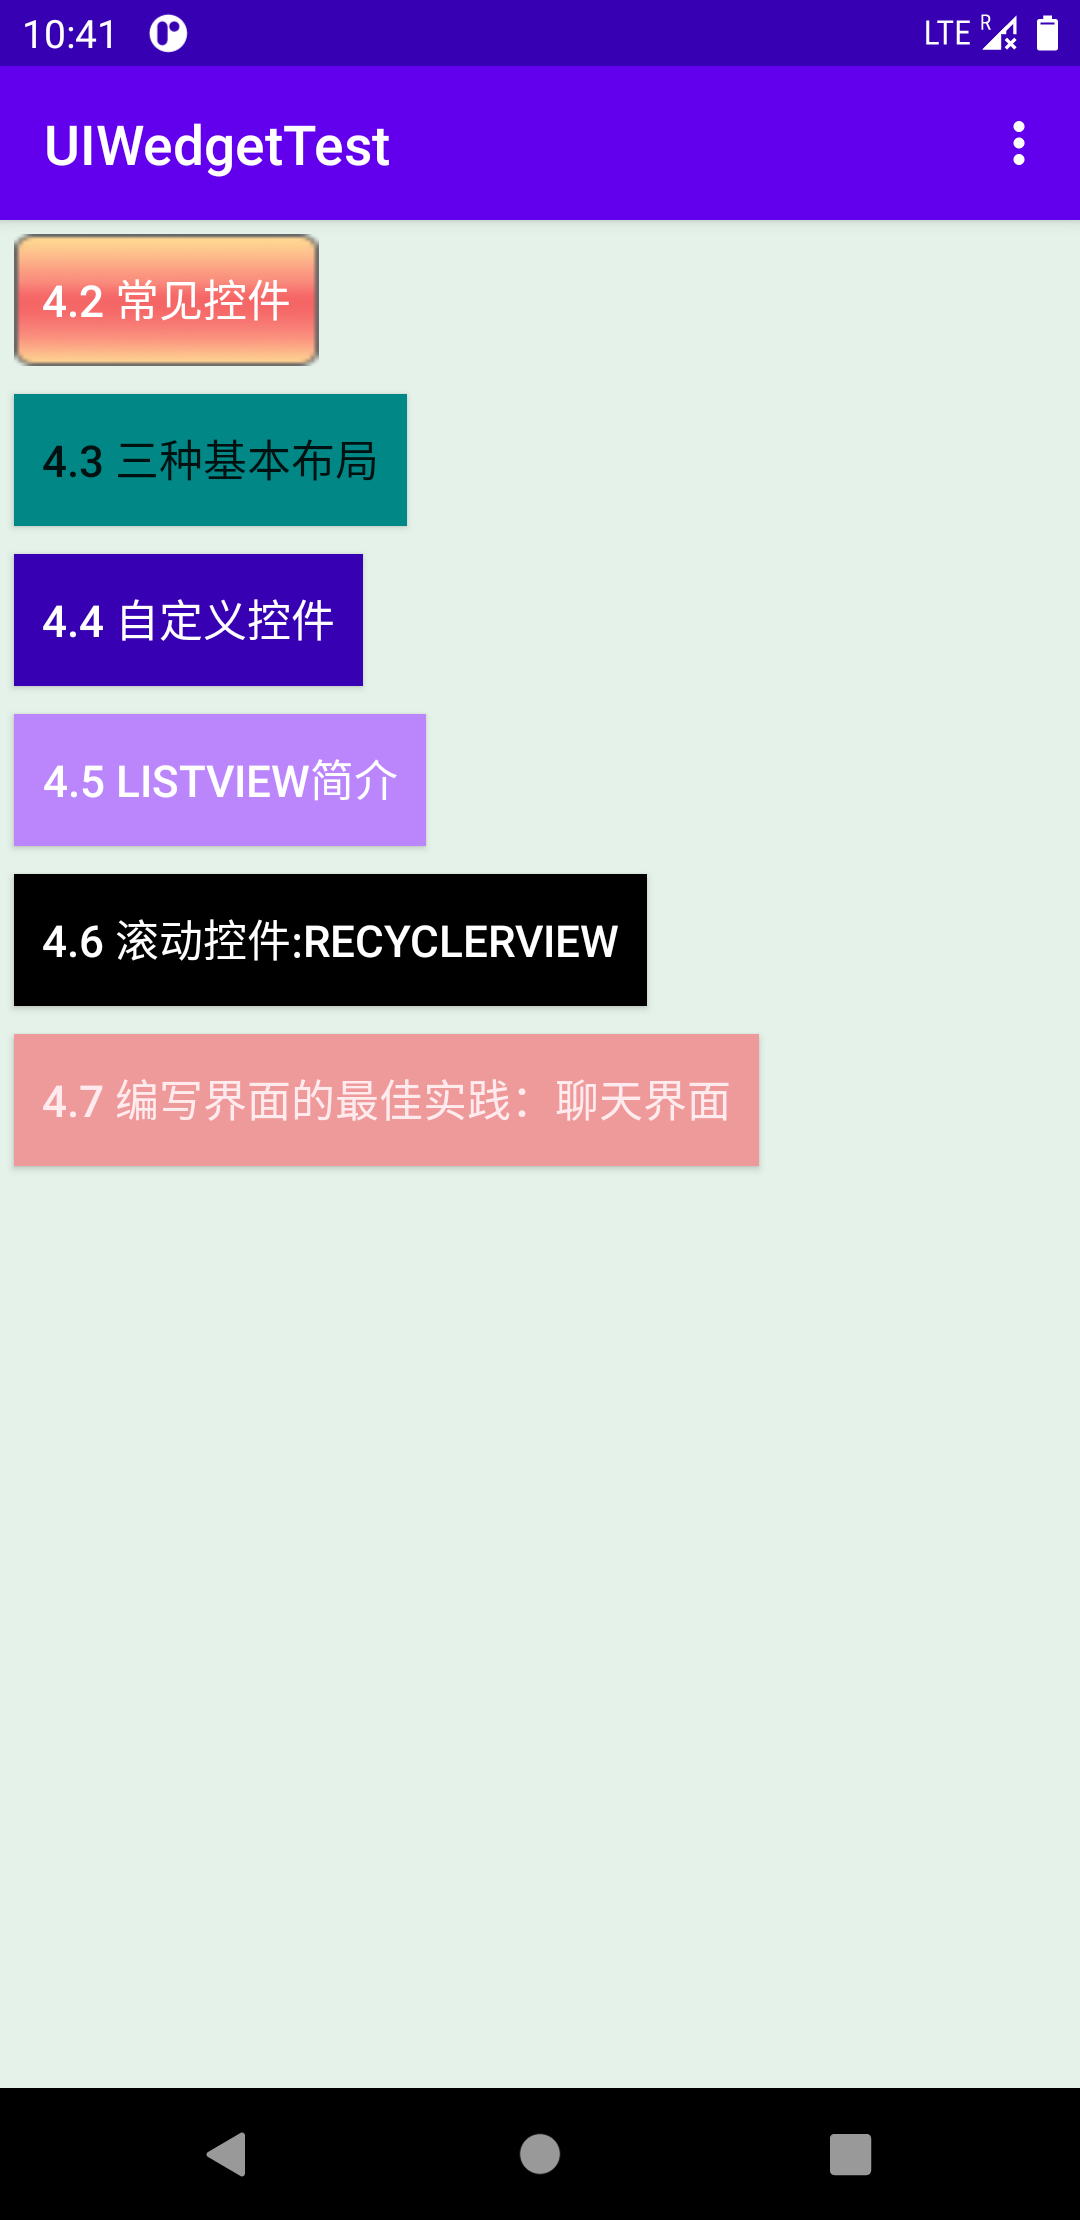 10:41
LTE R
UIWedgetTest
4.2 常见控件
4.3 三种基本布局
4.4 自定义控件
4.5 LISTVIEW简介
4.6 滚动控件:RECYCLERVIEW
4.7 编写界面的最佳实践：聊天界面